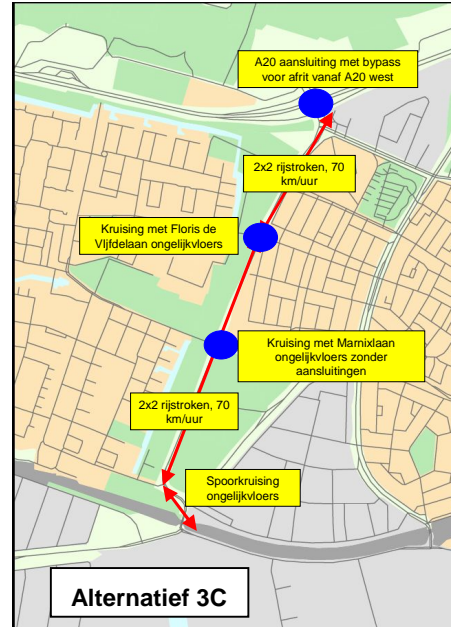 A20 aansluiting met bypass
voor afrit vanaf A20 west
2x2 rijstroken, 70
km/uur
Kruising met Floris de
VIjfdelaan ongelijkvloers
Kruising met Marnixlaan
ongelijkvloers zonder
aansluitingen
2x2 rijstroken, 70
km/uur
Spoorkruising
ongelijkvloers
Alternatief 3C